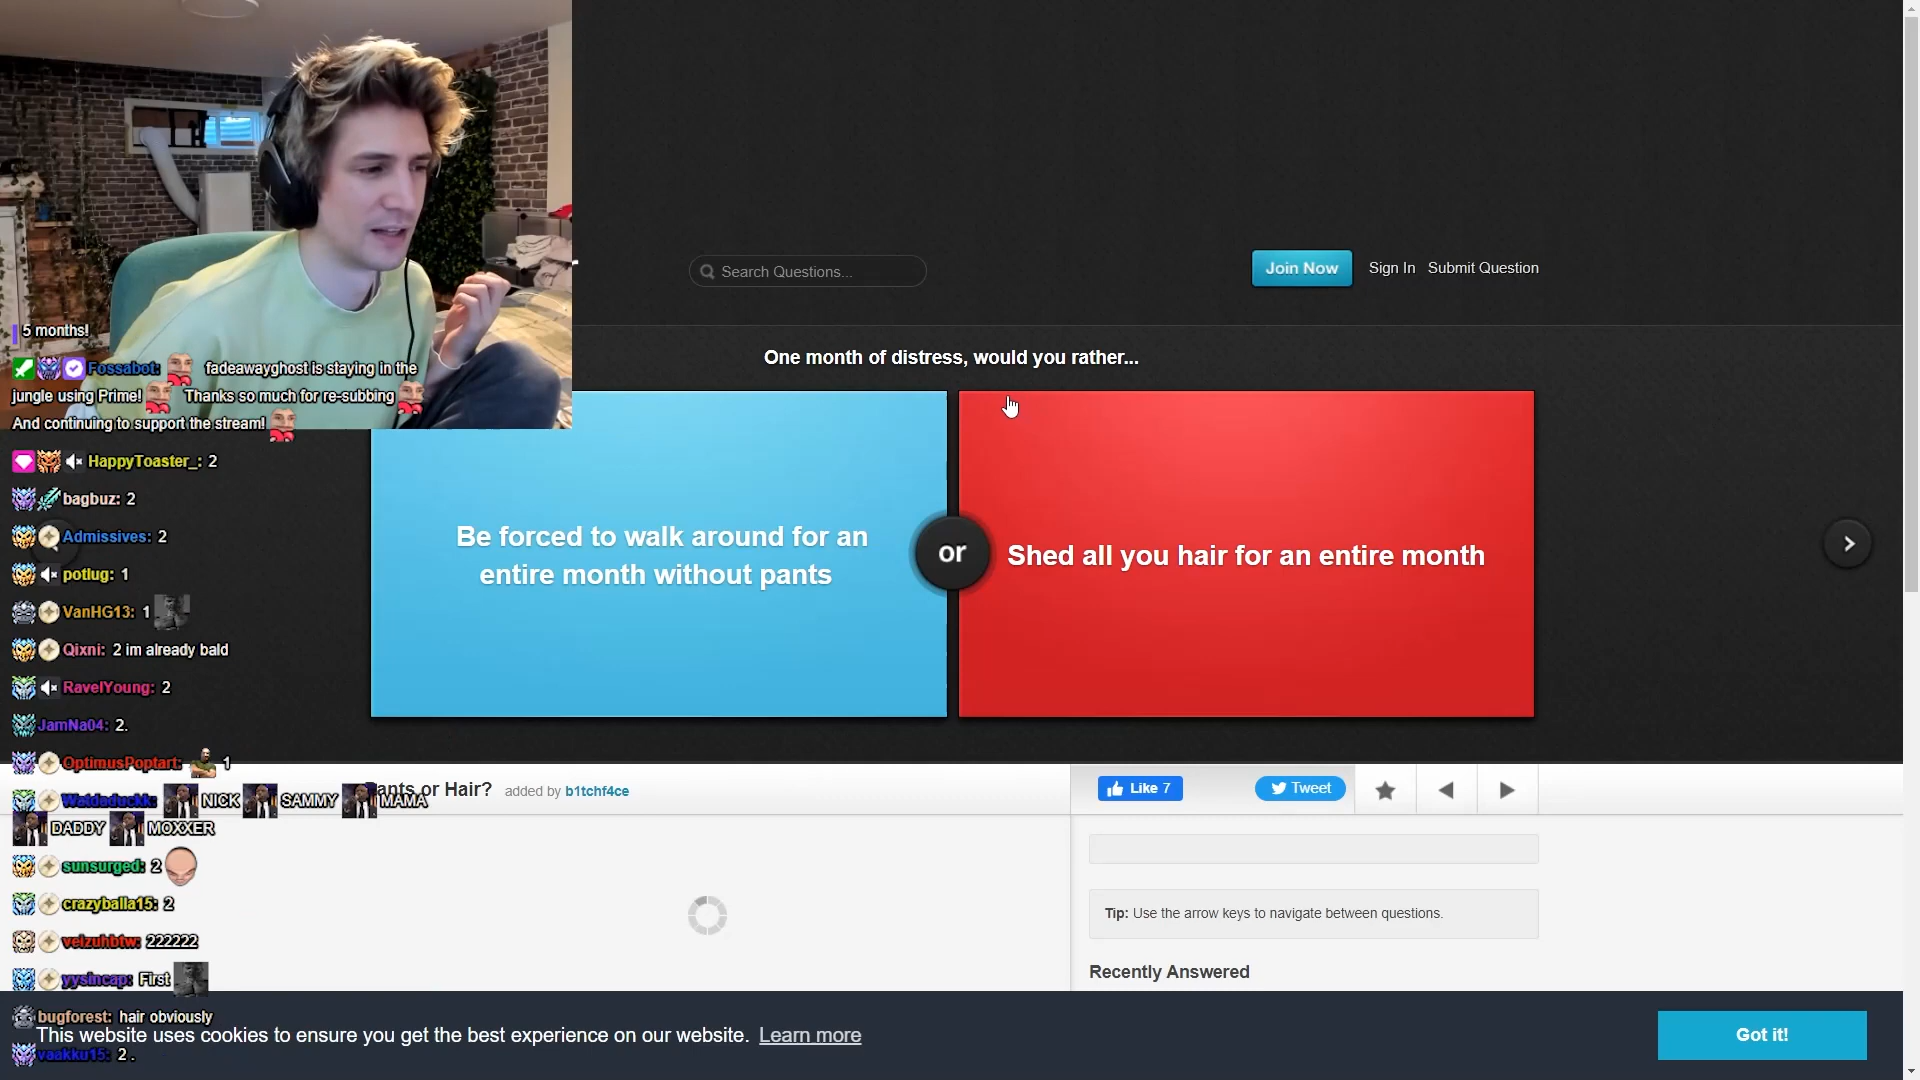 Search Questions...
Join Now
Sign In
Submit Question
One month of distress, would you rather...
Be forced to walk around for an
entire month without pants
or
Shed all you hair for an entire month
5 months!
Fossabot: fadeawayghost is staying in the
jungle using Prime! Thanks so much for re-subbing
And continuing to support the stream!
HappyToaster_: 2
bagbuz: 2
Admissives: 2
potlug: 1
VanHG13: 1
Qixni: 2 im already bald
RavelYoung: 2
JamNa04: 2.
OptimusPoptart: 1
Watdaduckk: NICK SAMMY MAMA
DADDY MOXXER
sunsurged: 2
crazyballa15: 2
veizuhbtw: 222222
yysincap: First
bugforest: hair obviously
vaakku15: 2 .
Pants or Hair? added by b1tchf4ce
Like 7
Tweet
Tip: Use the arrow keys to navigate between questions.
Recently Answered
This website uses cookies to ensure you get the best experience on our website. Learn more
Got it!